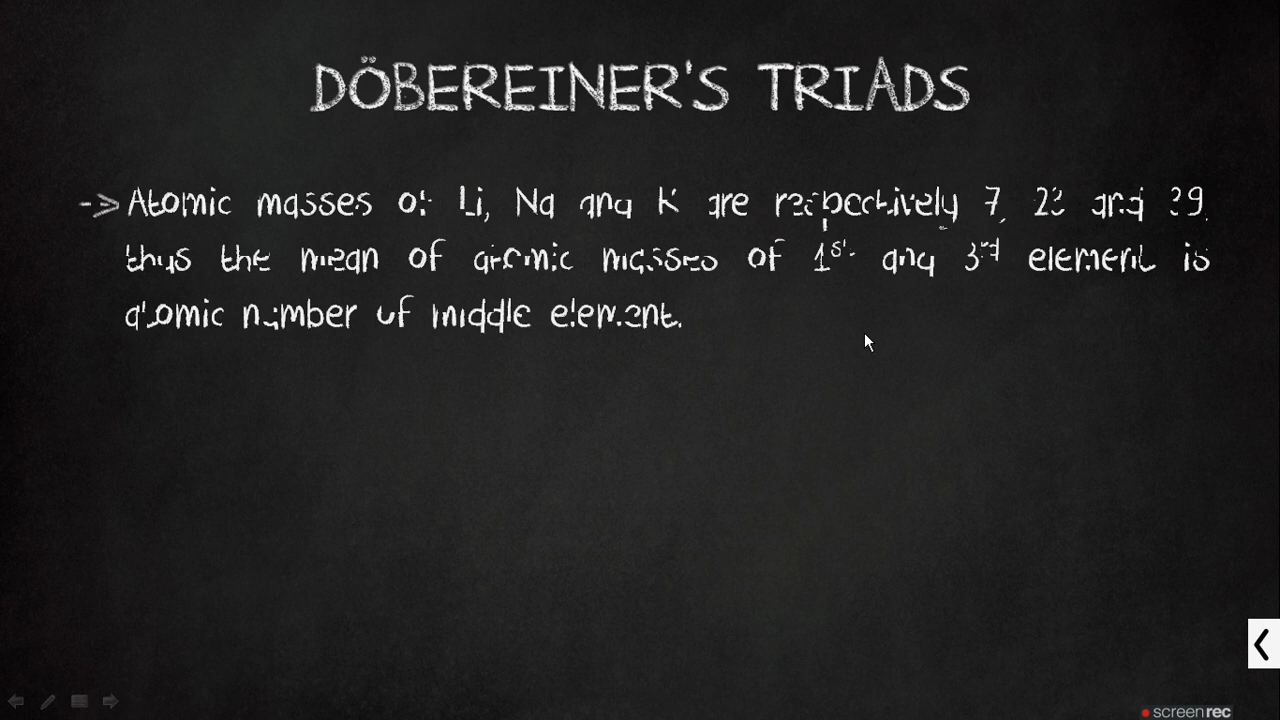 DÖBEREINER'S TRIADS
-> Atomic masses of Li, Na and K are respectively 7, 23 and 39,
thus the mean of atomic masses of 1st and 3rd element is
atomic number of middle element.
screenrec